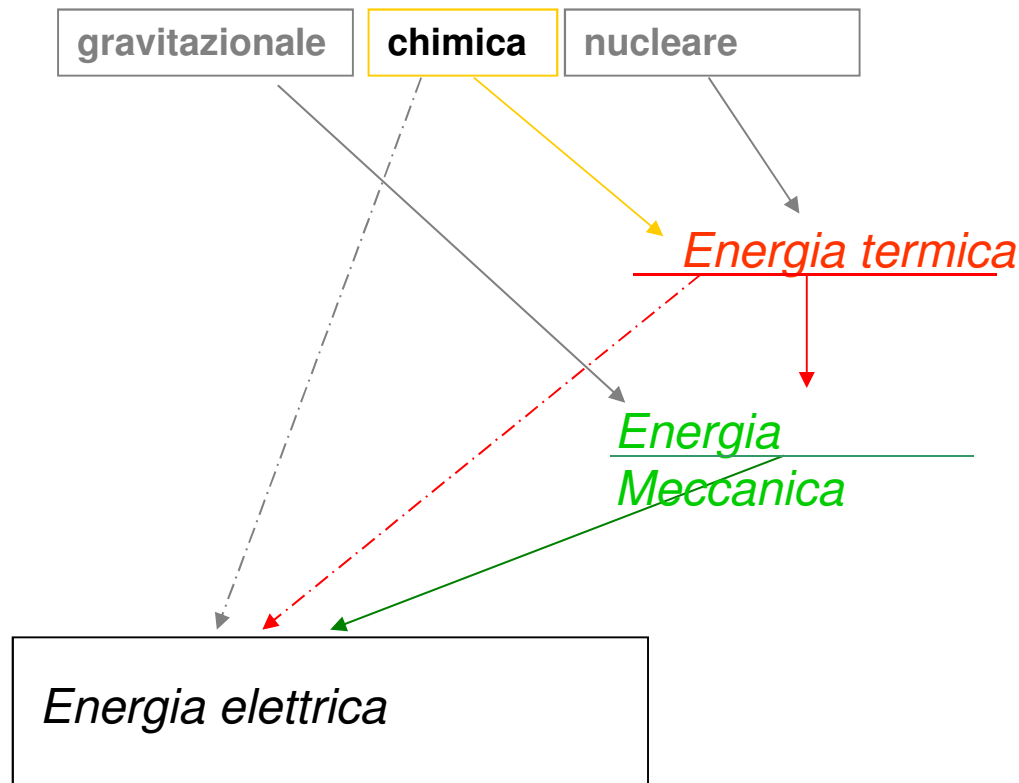 gravitazionale
chimica
nucleare
Energia termica
Energia
Meccanica
Energia elettrica